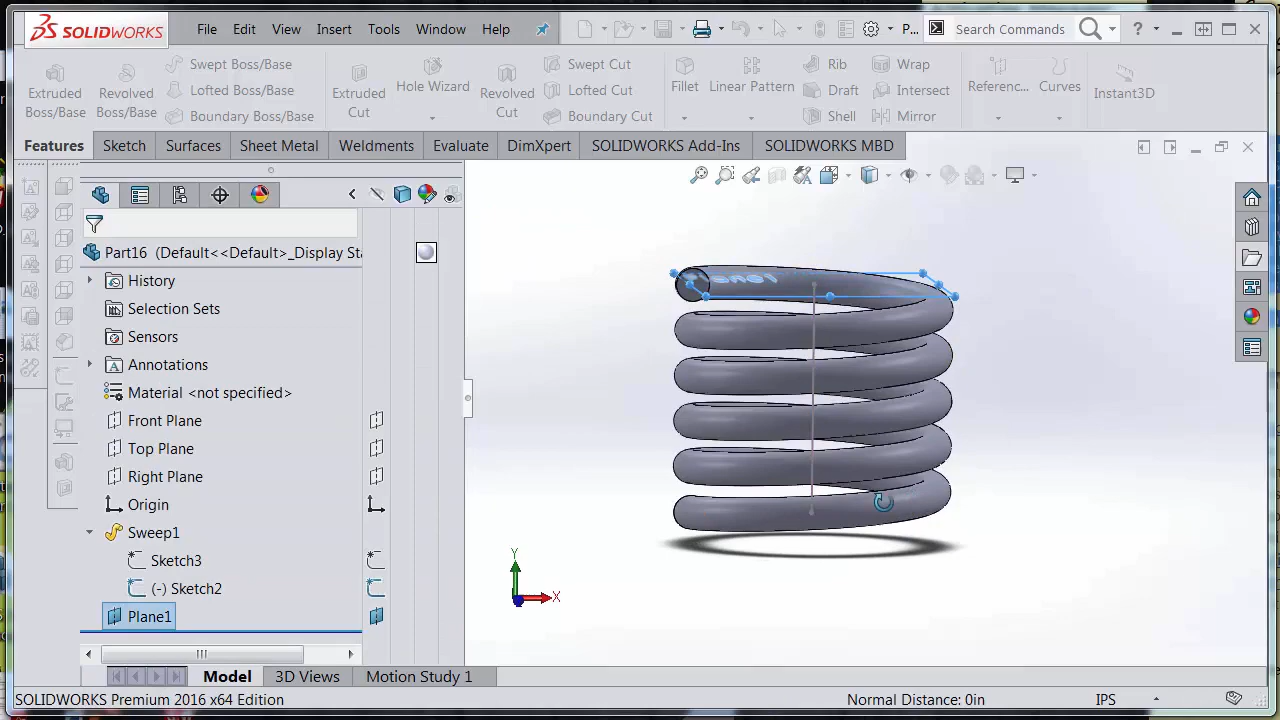 SOLIDWORKS File Edit View Insert Tools Window Help P... Search Commands ?
Extruded Boss/Base Revolved Boss/Base Swept Boss/Base Lofted Boss/Base Boundary Boss/Base Extruded Cut Hole Wizard Revolved Cut Swept Cut Lofted Cut Boundary Cut Fillet Linear Pattern Rib Draft Shell Wrap Intersect Mirror Referenc... Curves Instant3D
Features Sketch Surfaces Sheet Metal Weldments Evaluate DimXpert SOLIDWORKS Add-Ins SOLIDWORKS MBD
Part16 (Default<<Default>_Display Sta
History
Selection Sets
Sensors
Annotations
Material <not specified>
Front Plane
Top Plane
Right Plane
Origin
Sweep1
Sketch3
(-) Sketch2
Plane1
Y
X
Model 3D Views Motion Study 1
SOLIDWORKS Premium 2016 x64 Edition Normal Distance: 0in IPS